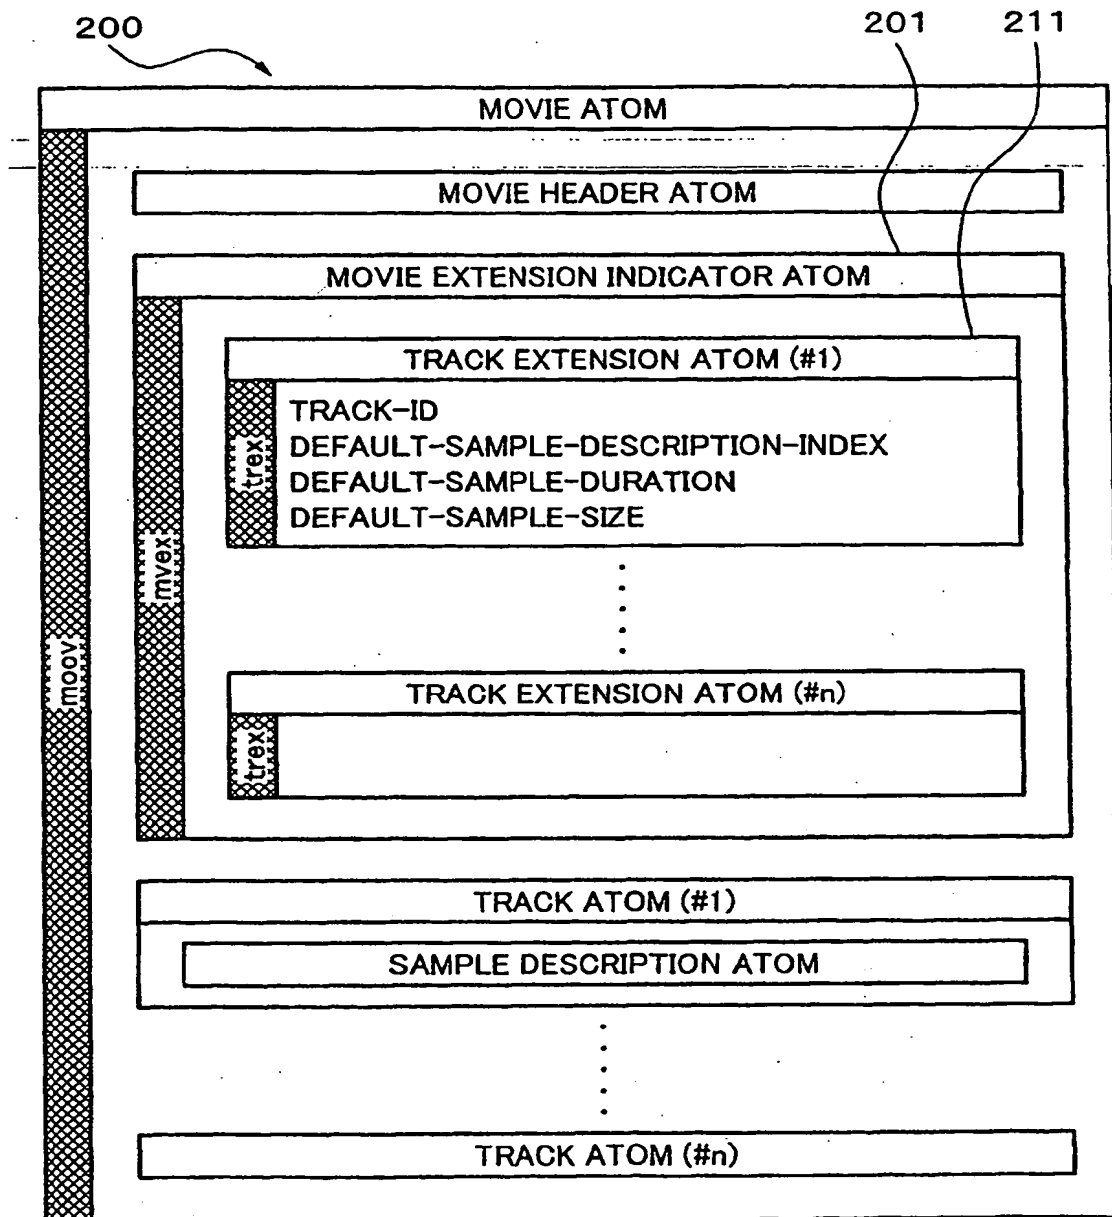 200
201
211
MOVIE ATOM
MOVIE HEADER ATOM
MOVIE EXTENSION INDICATOR ATOM
TRACK EXTENSION ATOM (#1)
TRACK-ID
DEFAULT-SAMPLE-DESCRIPTION-INDEX
DEFAULT-SAMPLE-DURATION
DEFAULT-SAMPLE-SIZE
trex
mvex
moov
TRACK EXTENSION ATOM (#n)
trex
TRACK ATOM (#1)
SAMPLE DESCRIPTION ATOM
TRACK ATOM (#n)